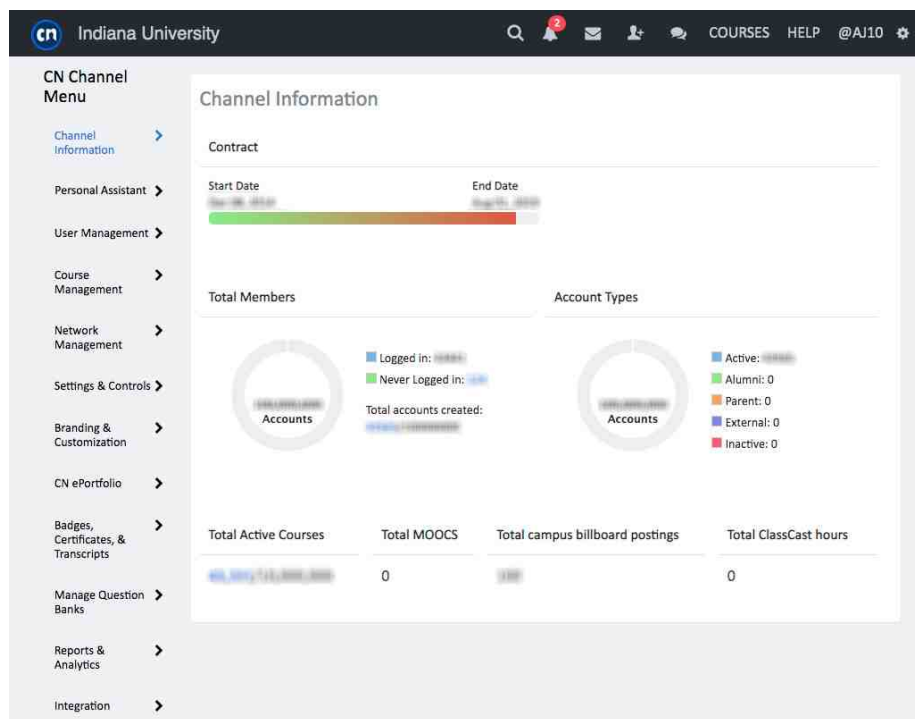 cn Indiana University 2 COURSES HELP @AJ10
CN Channel
Menu
Channel
Information
Personal Assistant
User Management
Course
Management
Network
Management
Settings & Controls
Branding &
Customization
CN ePortfolio
Badges,
Certificates, &
Transcripts
Manage Question
Banks
Reports &
Analytics
Integration
Channel Information
Contract
Start Date End Date
Total Members Account Types
Logged in:
Never Logged in:
Total accounts created:
Accounts
Active:
Alumni: 0
Parent: 0
External: 0
Inactive: 0
Accounts
Total Active Courses Total MOOCS Total campus billboard postings Total ClassCast hours
0 0